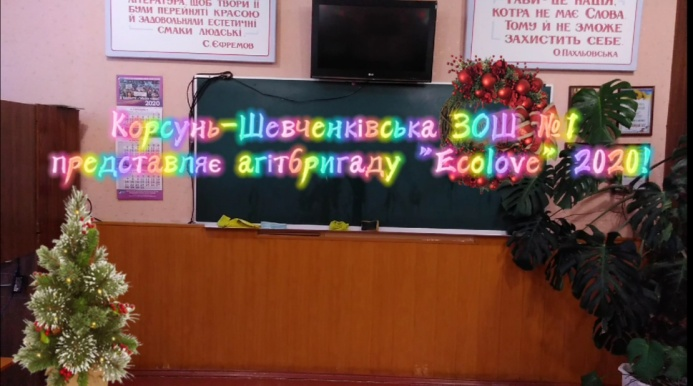 ЛІТЕРАТУРА, ЩОБ ТВОРИ ЇЇ
БУЛИ ПЕРЕЙНЯТІ КРАСОЮ
Й ЗАДОВОЛЬНЯЛИ ЕСТЕТИЧНІ
СМАКИ ЛЮДСЬКІ
С. ЄФРЕМОВ
КОТРА НЕ МАЄ СЛОВА.
ТОМУ Й НЕ ЗМОЖЕ
ЗАХИСТИТЬ СЕБЕ.
О. ПАХЛЬОВСЬКА
2020
Корсунь-Шевченківська ЗОШ №1
представляє агітбригаду "Ecolove" 2020!